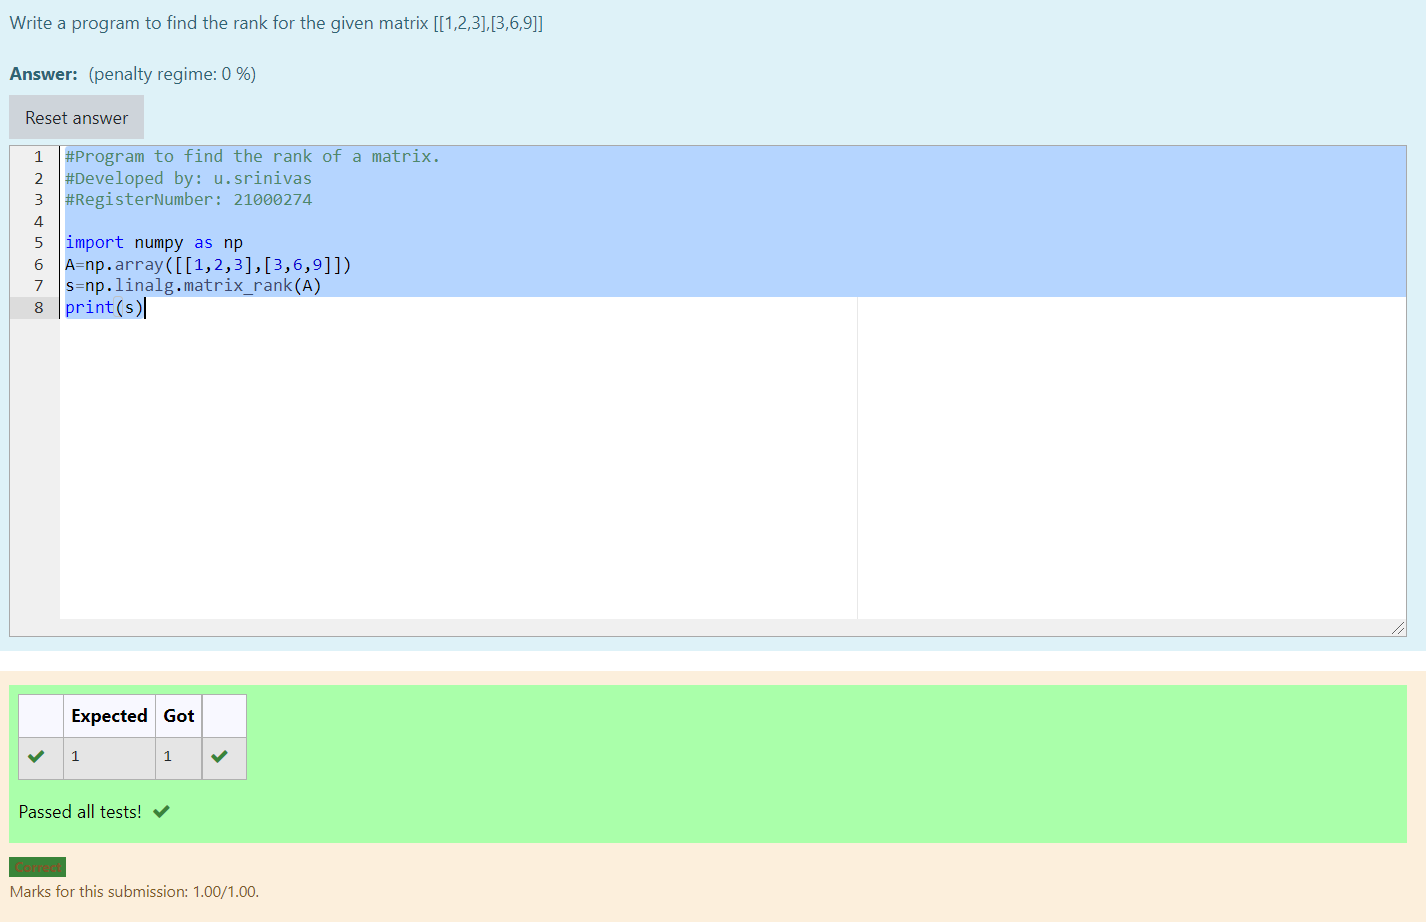 Write a program to find the rank for the given matrix [[1,2,3],[3,6,9]]
Answer: (penalty regime: 0 %)
Reset answer
1 #Program to find the rank of a matrix.
2 #Developed by: u.srinivas
3 #RegisterNumber: 21000274
4
5 import numpy as np
6 A=np.array([[1,2,3],[3,6,9]])
7 s=np.linalg.matrix_rank(A)
8 print(s)
Expected Got
1 1
Passed all tests!
Correct
Marks for this submission: 1.00/1.00.